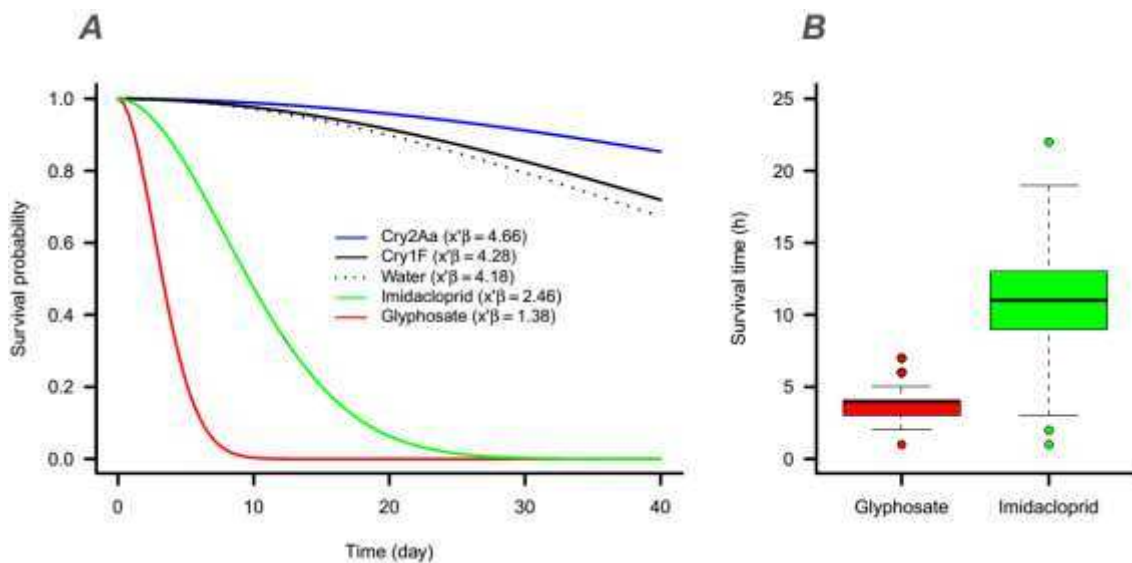 A
B
Survival probability
1.0
0.8
0.6
0.4
0.2
0.0
Cry2Aa (x'β = 4.66)
Cry1F (x'β = 4.28)
Water (x'β = 4.18)
Imidacloprid (x'β = 2.46)
Glyphosate (x'β = 1.38)
0 10 20 30 40
Time (day)
Survival time (h)
25
20
15
10
5
0
Glyphosate Imidacloprid